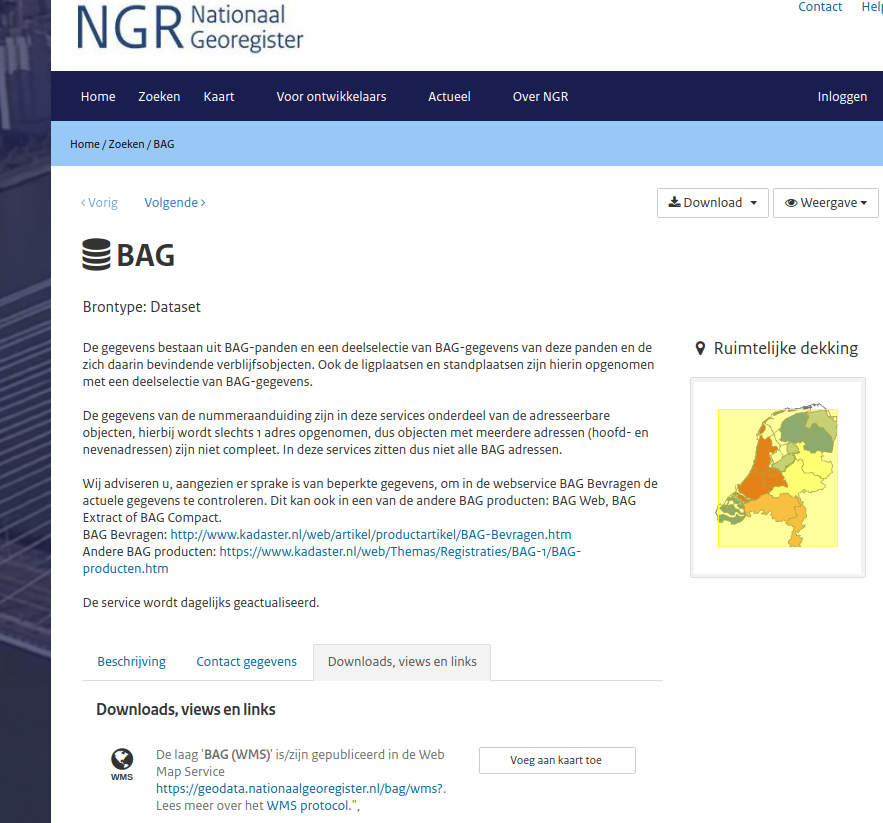 NGR Nationaal Georegister
Contact Help
Home Zoeken Kaart Voor ontwikkelaars Actueel Over NGR Inloggen
Home / Zoeken / BAG
‹ Vorig Volgende › Download Weergave
BAG
Brontype: Dataset
De gegevens bestaan uit BAG-panden en een deelselectie van BAG-gegevens van deze panden en de
zich daarin bevindende verblijfsobjecten. Ook de ligplaatsen en standplaatsen zijn hierin opgenomen
met een deelselectie van BAG-gegevens.
De gegevens van de nummeraanduiding zijn in deze services onderdeel van de adresseerbare
objecten, hierbij wordt slechts 1 adres opgenomen, dus objecten met meerdere adressen (hoofd- en
nevenadressen) zijn niet compleet. In deze services zitten dus niet alle BAG adressen.
Wij adviseren u, aangezien er sprake is van beperkte gegevens, om in de webservice BAG Bevragen de
actuele gegevens te controleren. Dit kan ook in een van de andere BAG producten: BAG Web, BAG
Extract of BAG Compact.
BAG Bevragen: http://www.kadaster.nl/web/artikel/productartikel/BAG-Bevragen.htm
Andere BAG producten: https://www.kadaster.nl/web/Themas/Registraties/BAG-1/BAG-
producten.htm
De service wordt dagelijks geactualiseerd.
Ruimtelijke dekking
Beschrijving Contact gegevens Downloads, views en links
Downloads, views en links
WMS
De laag 'BAG (WMS)' is/zijn gepubliceerd in de Web
Map Service
https://geodata.nationaalgeoregister.nl/bag/wms?.
Lees meer over het WMS protocol.",
Voeg aan kaart toe